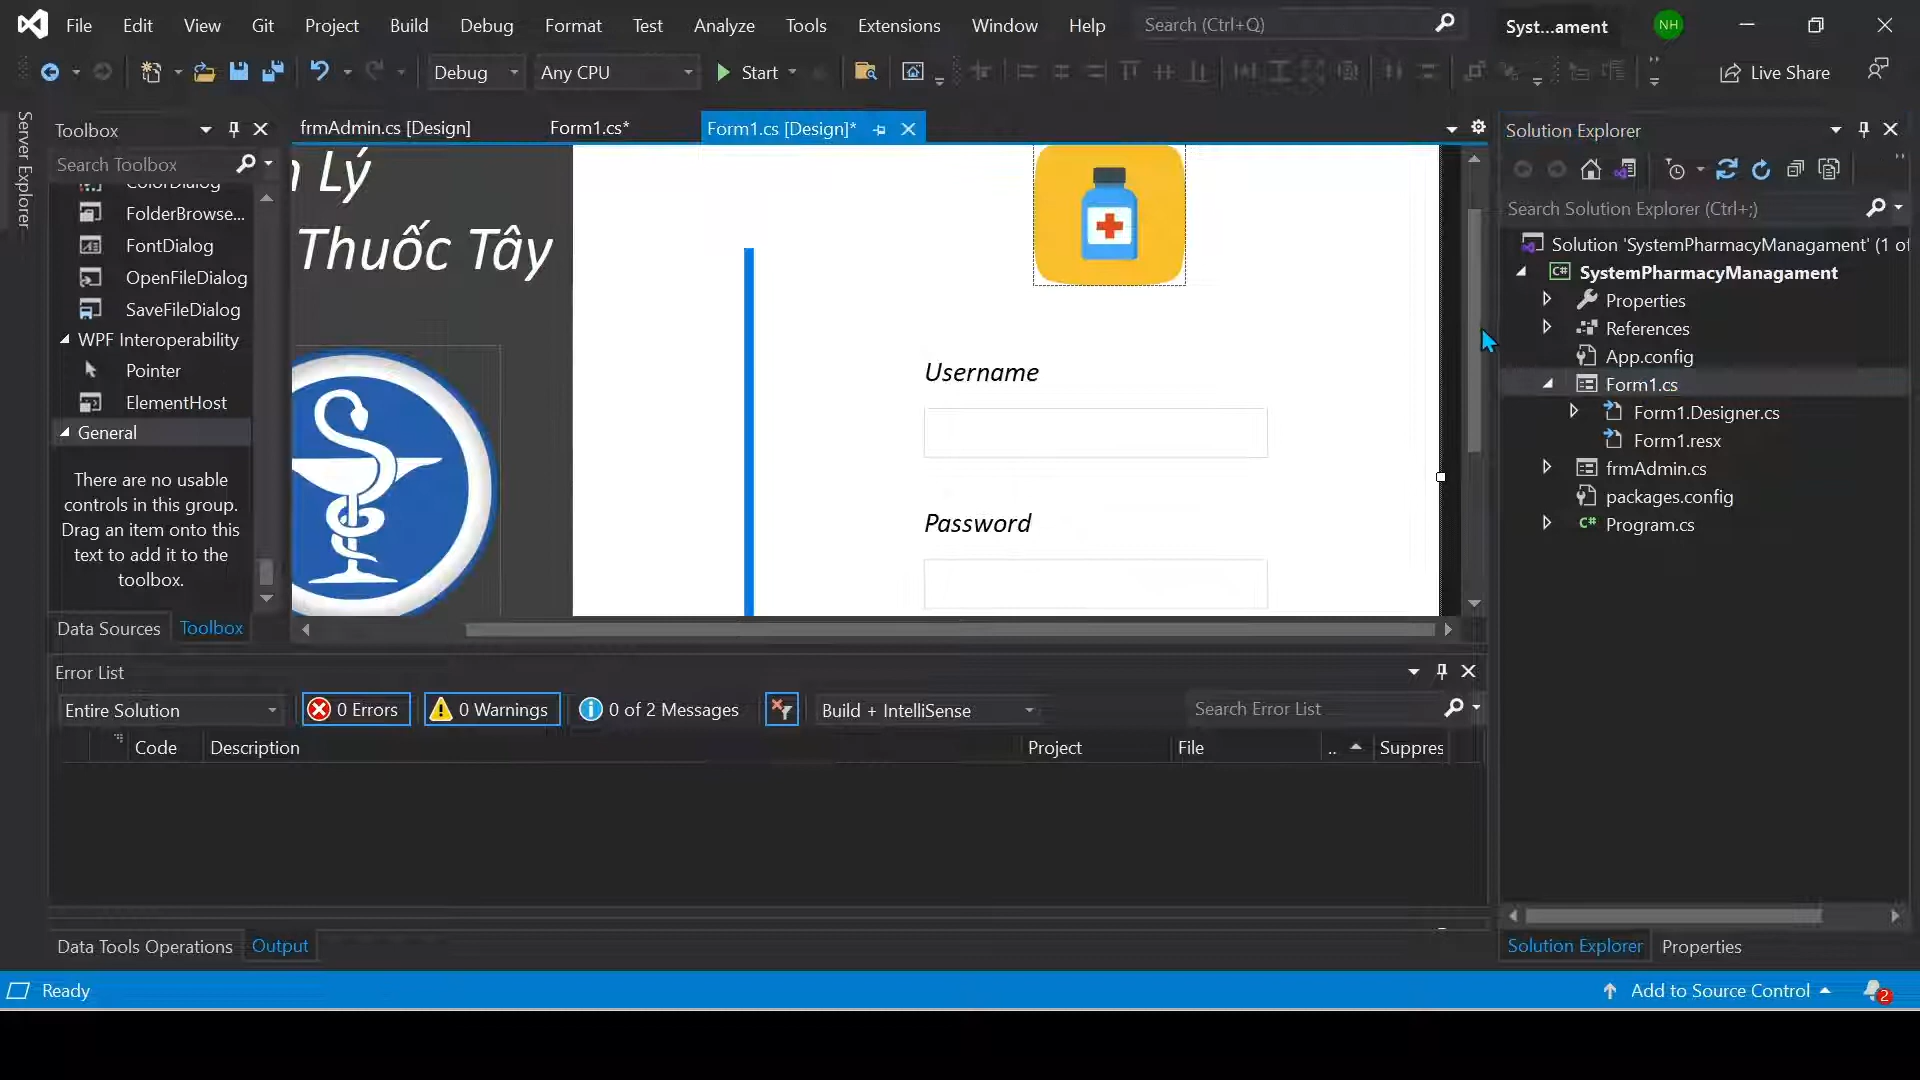 File Edit View Git Project Build Debug Format Test Analyze Tools Extensions Window Help Search (Ctrl+Q) Syst...ament NH
Debug Any CPU Start Live Share
Server Explorer
Toolbox
Search Toolbox
ColorDialog
FolderBrowse...
FontDialog
OpenFileDialog
SaveFileDialog
WPF Interoperability
Pointer
ElementHost
General
There are no usable
controls in this group.
Drag an item onto this
text to add it to the
toolbox.
Data Sources Toolbox
frmAdmin.cs [Design] Form1.cs* Form1.cs [Design]*
Lý
Thuốc Tây
Username
Password
Solution Explorer
Search Solution Explorer (Ctrl+;)
Solution 'SystemPharmacyManagament' (1 of
SystemPharmacyManagament
Properties
References
App.config
Form1.cs
Form1.Designer.cs
Form1.resx
frmAdmin.cs
packages.config
Program.cs
Error List
Entire Solution 0 Errors 0 Warnings 0 of 2 Messages Build + IntelliSense Search Error List
Code Description Project File .. Suppres
Data Tools Operations Output
Solution Explorer Properties
Ready Add to Source Control 2